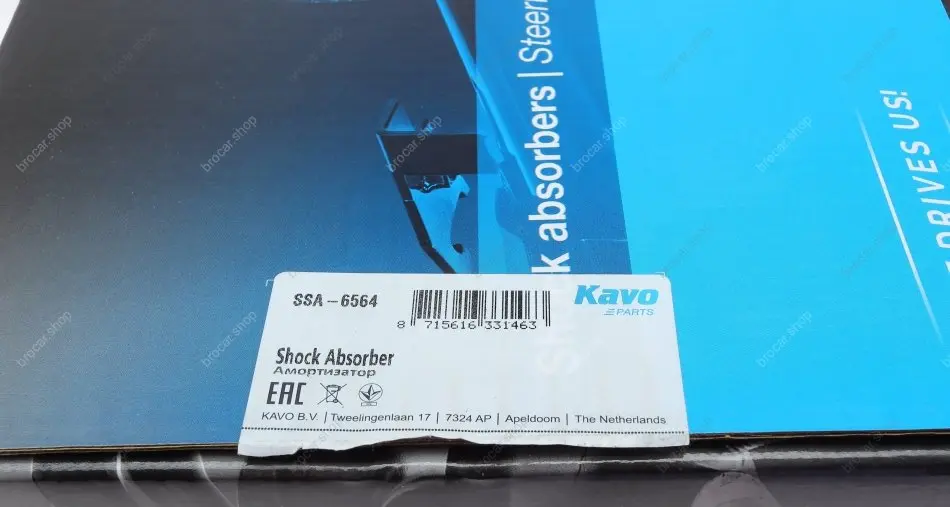 absorbers | Steeri
DRIVES US!
SSA - 6564
8 715616 331463
Kavo
PARTS
Shock Absorber
Амортизатор
EAC
KAVO B.V. | Tweelingenlaan 17 | 7324 AP | Apeldoorn | The Netherlands
brocar.shop